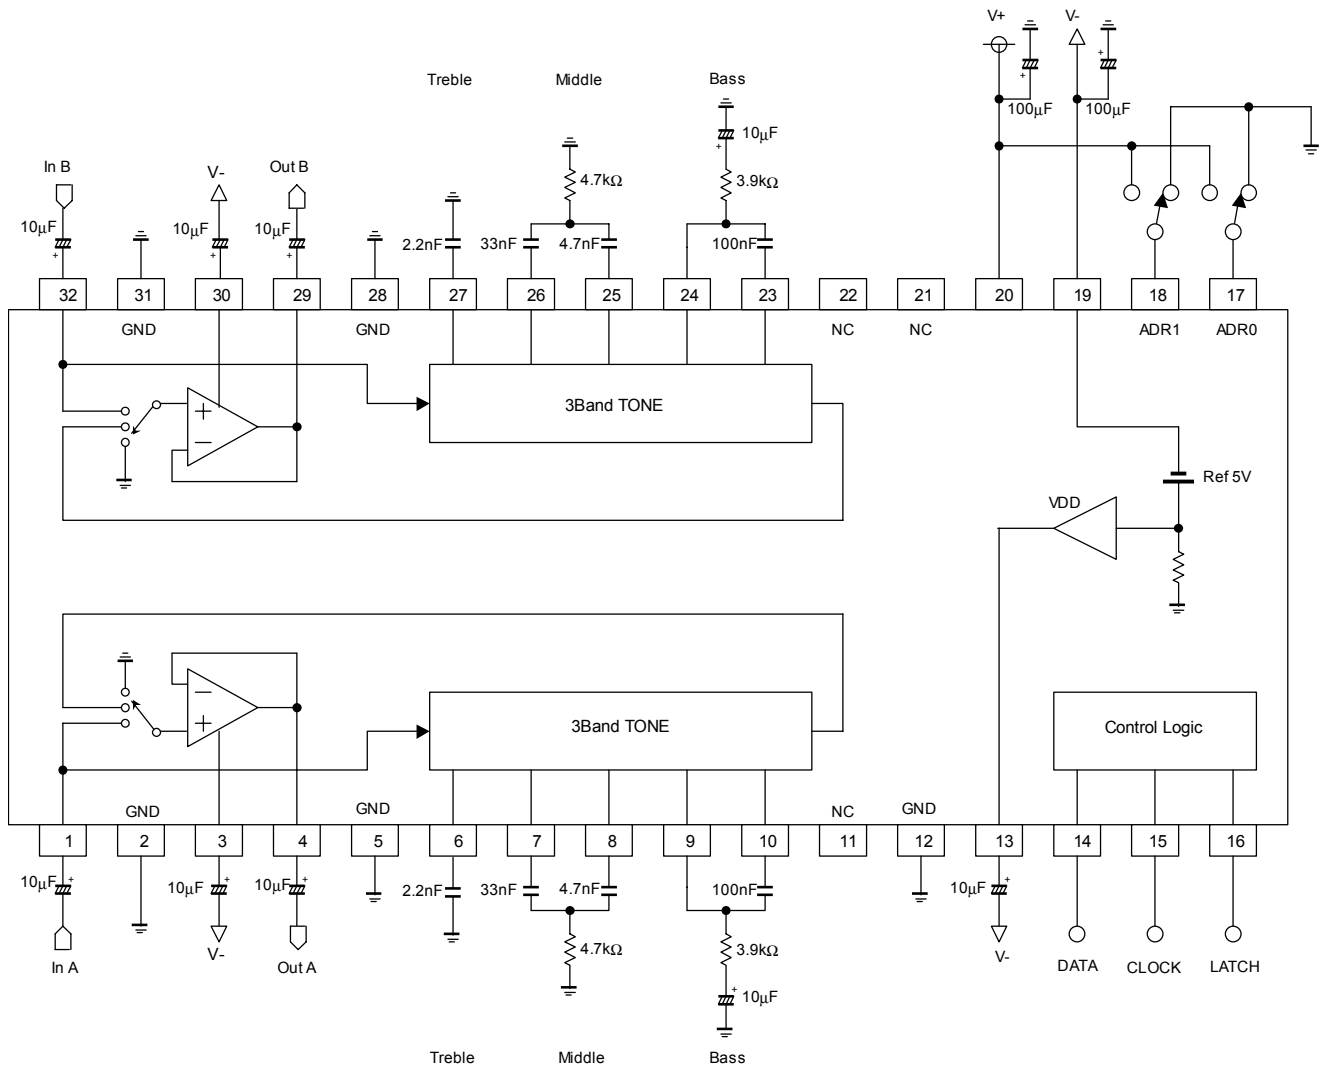 V+ V-
100µF 100µF
Treble Middle Bass
10µF
+
4.7kΩ 3.9kΩ
In B V- Out B
10µF 10µF 10µF 2.2nF 33nF 4.7nF 100nF
+ + +
32 31 30 29 28 27 26 25 24 23 22 21 20 19 18 17
GND GND NC NC ADR1 ADR0
3Band TONE
+
−
Ref 5V
VDD
−
+
3Band TONE
Control Logic
GND GND NC GND
1 2 3 4 5 6 7 8 9 10 11 12 13 14 15 16
10µF + 10µF + 10µF + 2.2nF 33nF 4.7nF 100nF 10µF +
4.7kΩ 3.9kΩ
In A V- Out A V- DATA CLOCK LATCH
+
10µF
Treble Middle Bass